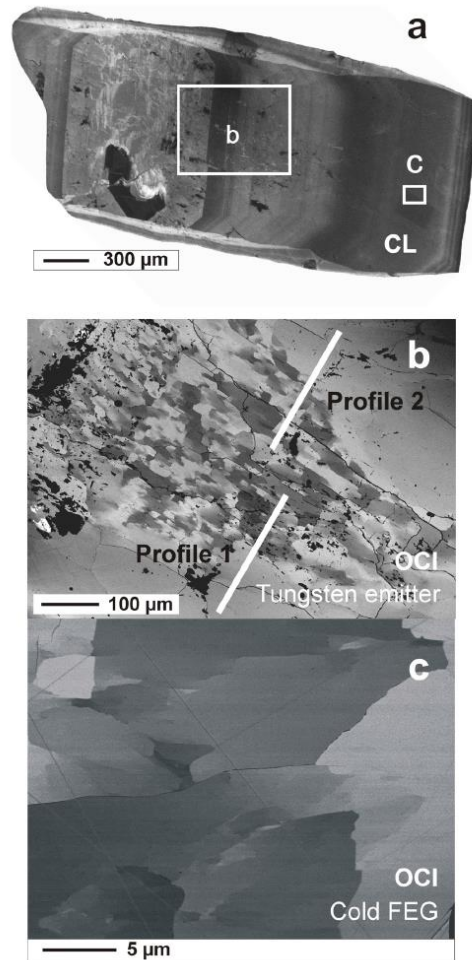 a
b
C
CL
300 µm
b
Profile 2
Profile 1
OCI
Tungsten emitter
100 µm
c
OCI
Cold FEG
5 µm